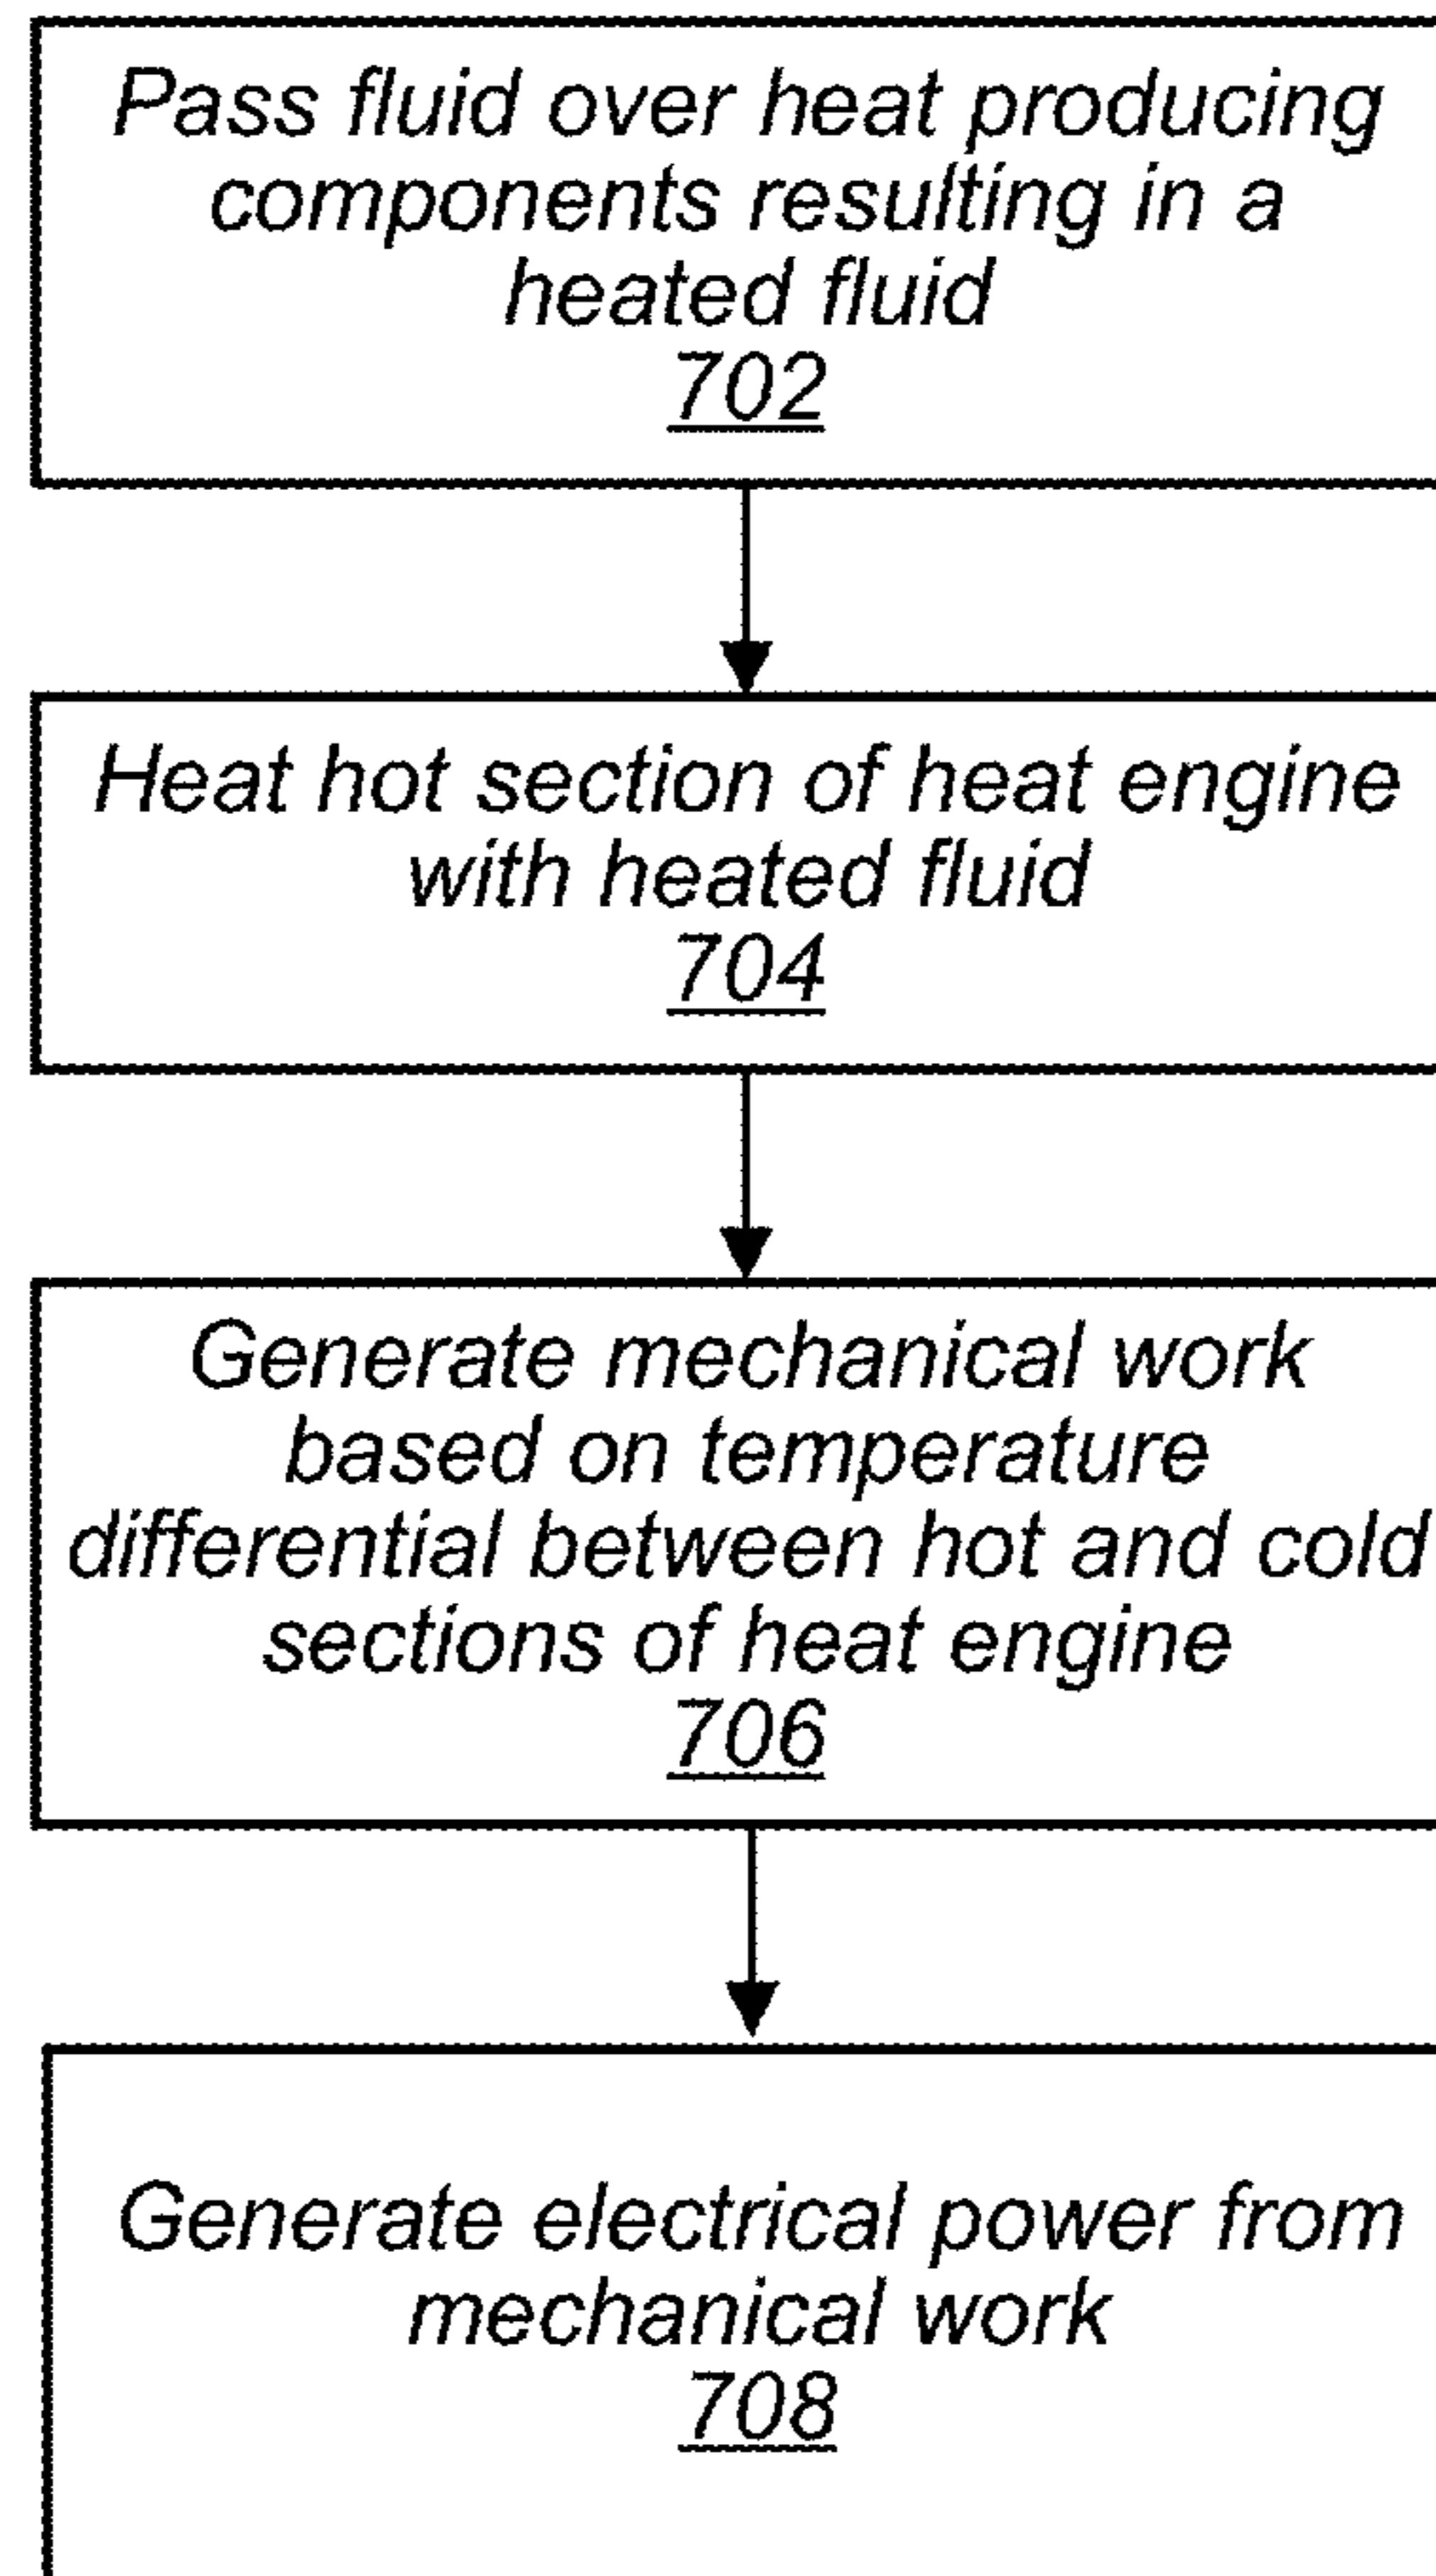 Pass fluid over heat producing
components resulting in a
heated fluid
702
Heat hot section of heat engine
with heated fluid
704
Generate mechanical work
based on temperature
differential between hot and cold
sections of heat engine
706
Generate electrical power from
mechanical work
708